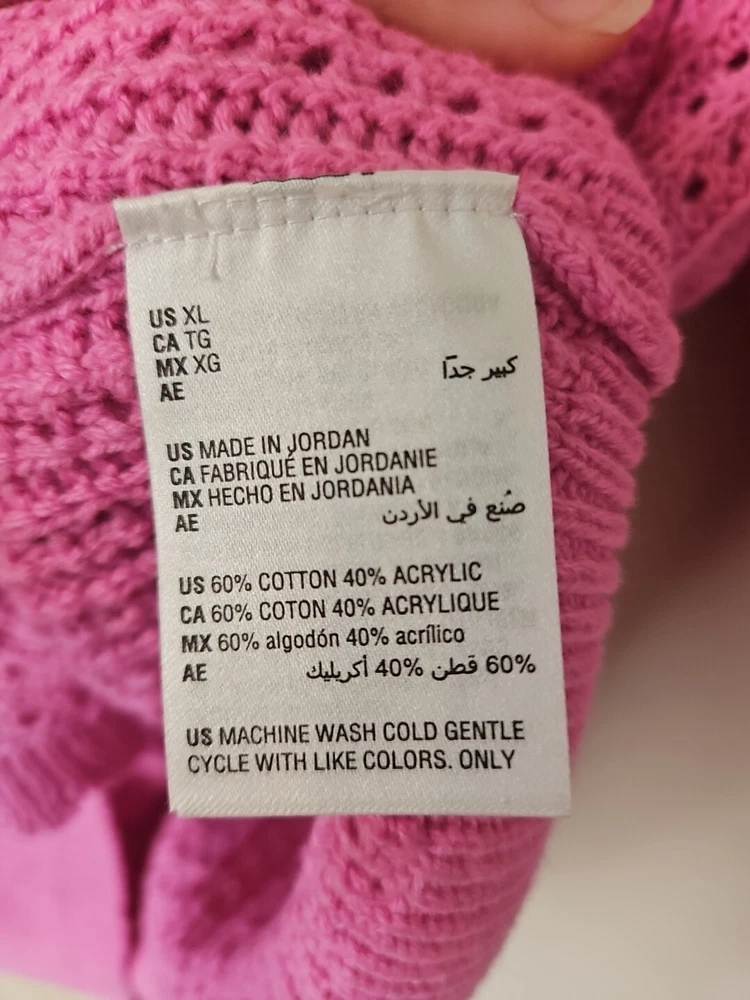 US XL
CA TG
MX XG
AE كبير جدّاً
US MADE IN JORDAN
CA FABRIQUÉ EN JORDANIE
MX HECHO EN JORDANIA
AE صُنع في الأردن
US 60% COTTON 40% ACRYLIC
CA 60% COTON 40% ACRYLIQUE
MX 60% algodón 40% acrílico
AE 60% قطن 40% أكريليك
US MACHINE WASH COLD GENTLE
CYCLE WITH LIKE COLORS. ONLY